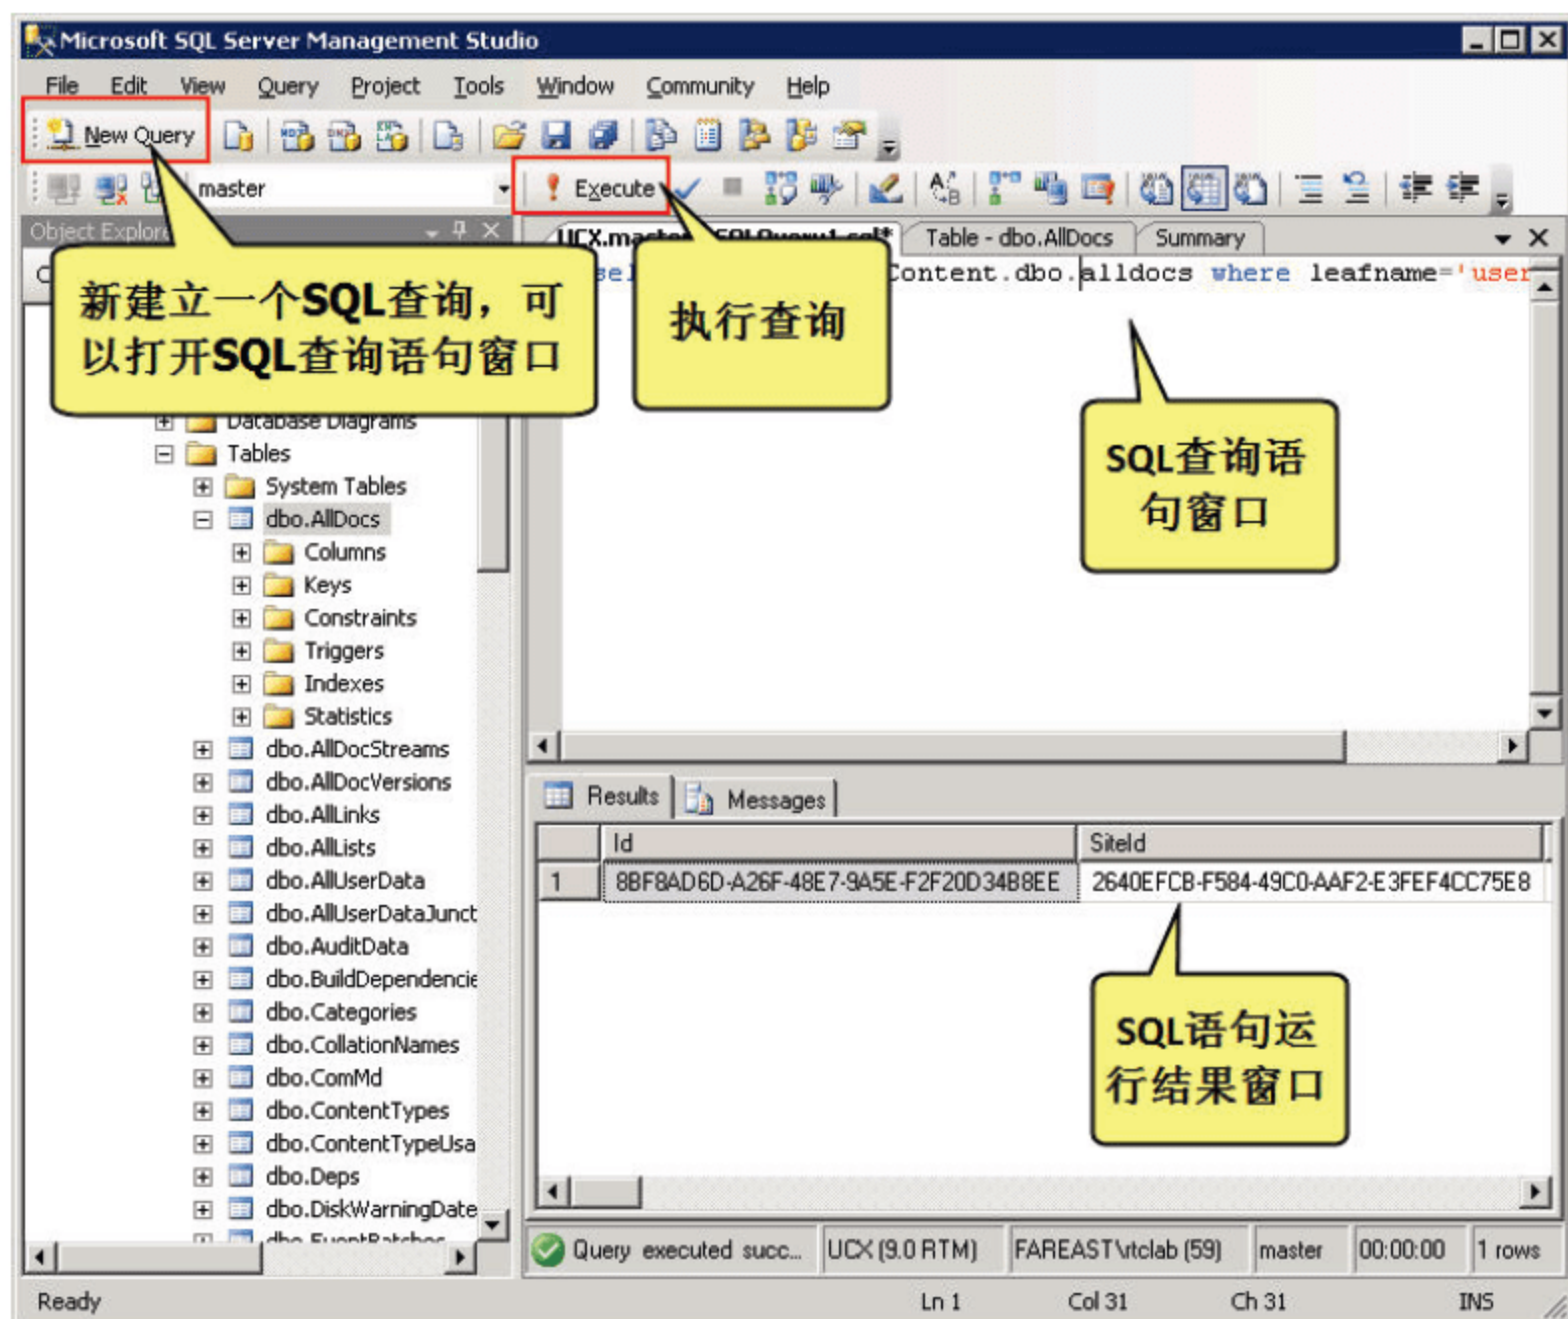 Microsoft SQL Server Management Studio
File Edit View Query Project Tools Window Community Help
New Query
master
Execute
Object Explore
UCX.master
Table - dbo.AllDocs
Summary
新建立一个SQL查询，可
以打开SQL查询语句窗口
执行查询
sel
Content.dbo.alldocs where leafname='user
SQL查询语
句窗口
Database Diagrams
Tables
System Tables
dbo.AllDocs
Columns
Keys
Constraints
Triggers
Indexes
Statistics
dbo.AllDocStreams
dbo.AllDocVersions
dbo.AllLinks
dbo.AllLists
dbo.AllUserData
dbo.AllUserDataJunct
dbo.AuditData
dbo.BuildDependencie
dbo.Categories
dbo.CollationNames
dbo.ComMd
dbo.ContentTypes
dbo.ContentTypeUsa
dbo.Deps
dbo.DiskWarningDate
Results
Messages
Id SiteId
1 8BF8AD6D-A26F-48E7-9A5E-F2F20D34B8EE 2640EFCB-F584-49C0-AAF2-E3FEF4CC75E8
SQL语句运
行结果窗口
Query executed succ... UCX (9.0 RTM) FAREAST\rtclab (59) master 00:00:00 1 rows
Ready Ln 1 Col 31 Ch 31 INS